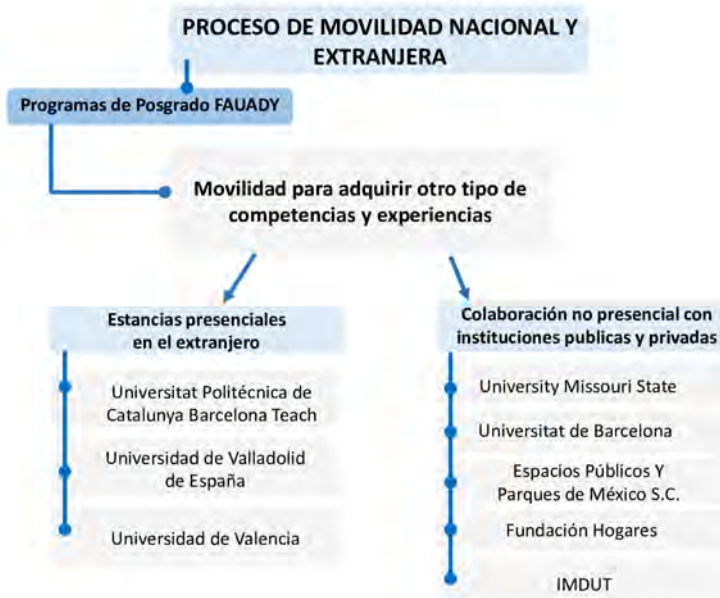 PROCESO DE MOVILIDAD NACIONAL Y
EXTRANJERA
Programas de Posgrado FAUADY
Movilidad para adquirir otro tipo de
competencias y experiencias
Estancias presenciales
en el extranjero
Universitat Politécnica de
Catalunya Barcelona Teach
Universidad de Valladolid
de España
Universidad de Valencia
Colaboración no presencial con
instituciones publicas y privadas
University Missouri State
Universitat de Barcelona
Espacios Públicos Y
Parques de México S.C.
Fundación Hogares
IMDUT